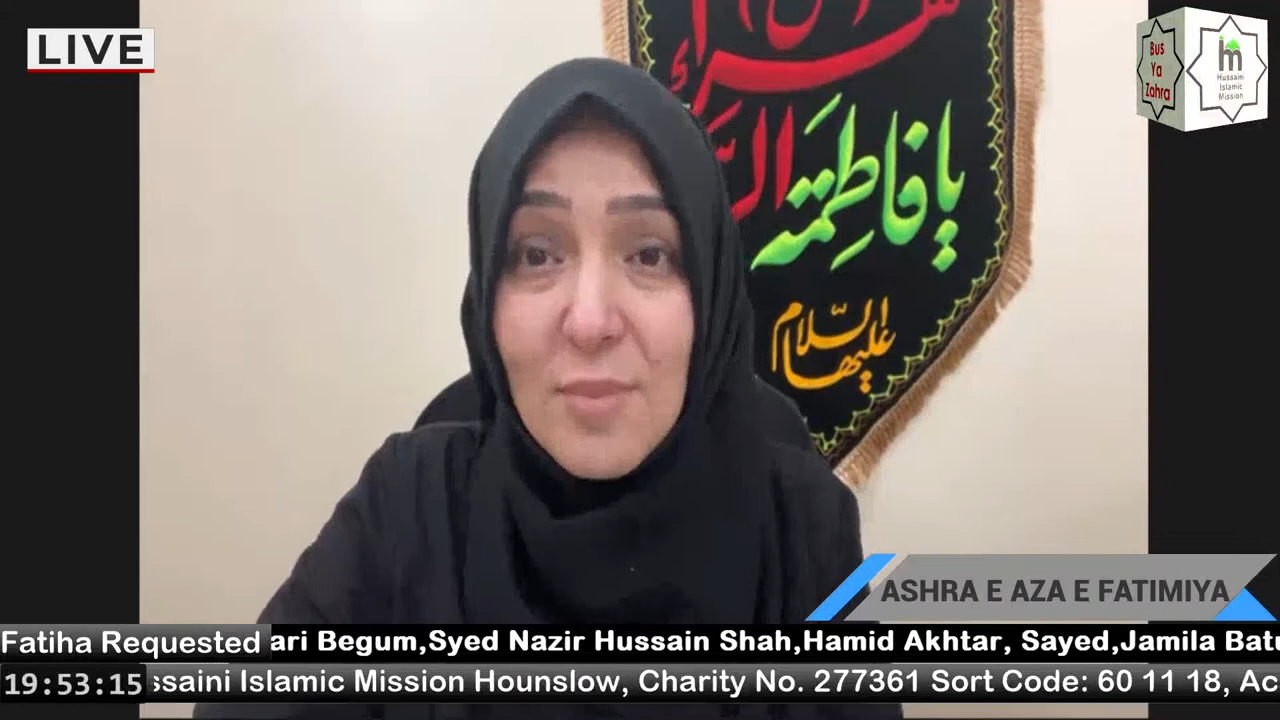 LIVE
Bus
Ya
Zahra
Hussaini
Islamic
Mission
الزهراء
يا فاطمة
عليها السلام
ASHRA E AZA E FATIMIYA
Fatiha Requested
ari Begum,Syed Nazir Hussain Shah,Hamid Akhtar, Sayed,Jamila Batu
19:53:15
ssaini Islamic Mission Hounslow, Charity No. 277361 Sort Code: 60 11 18, Ac